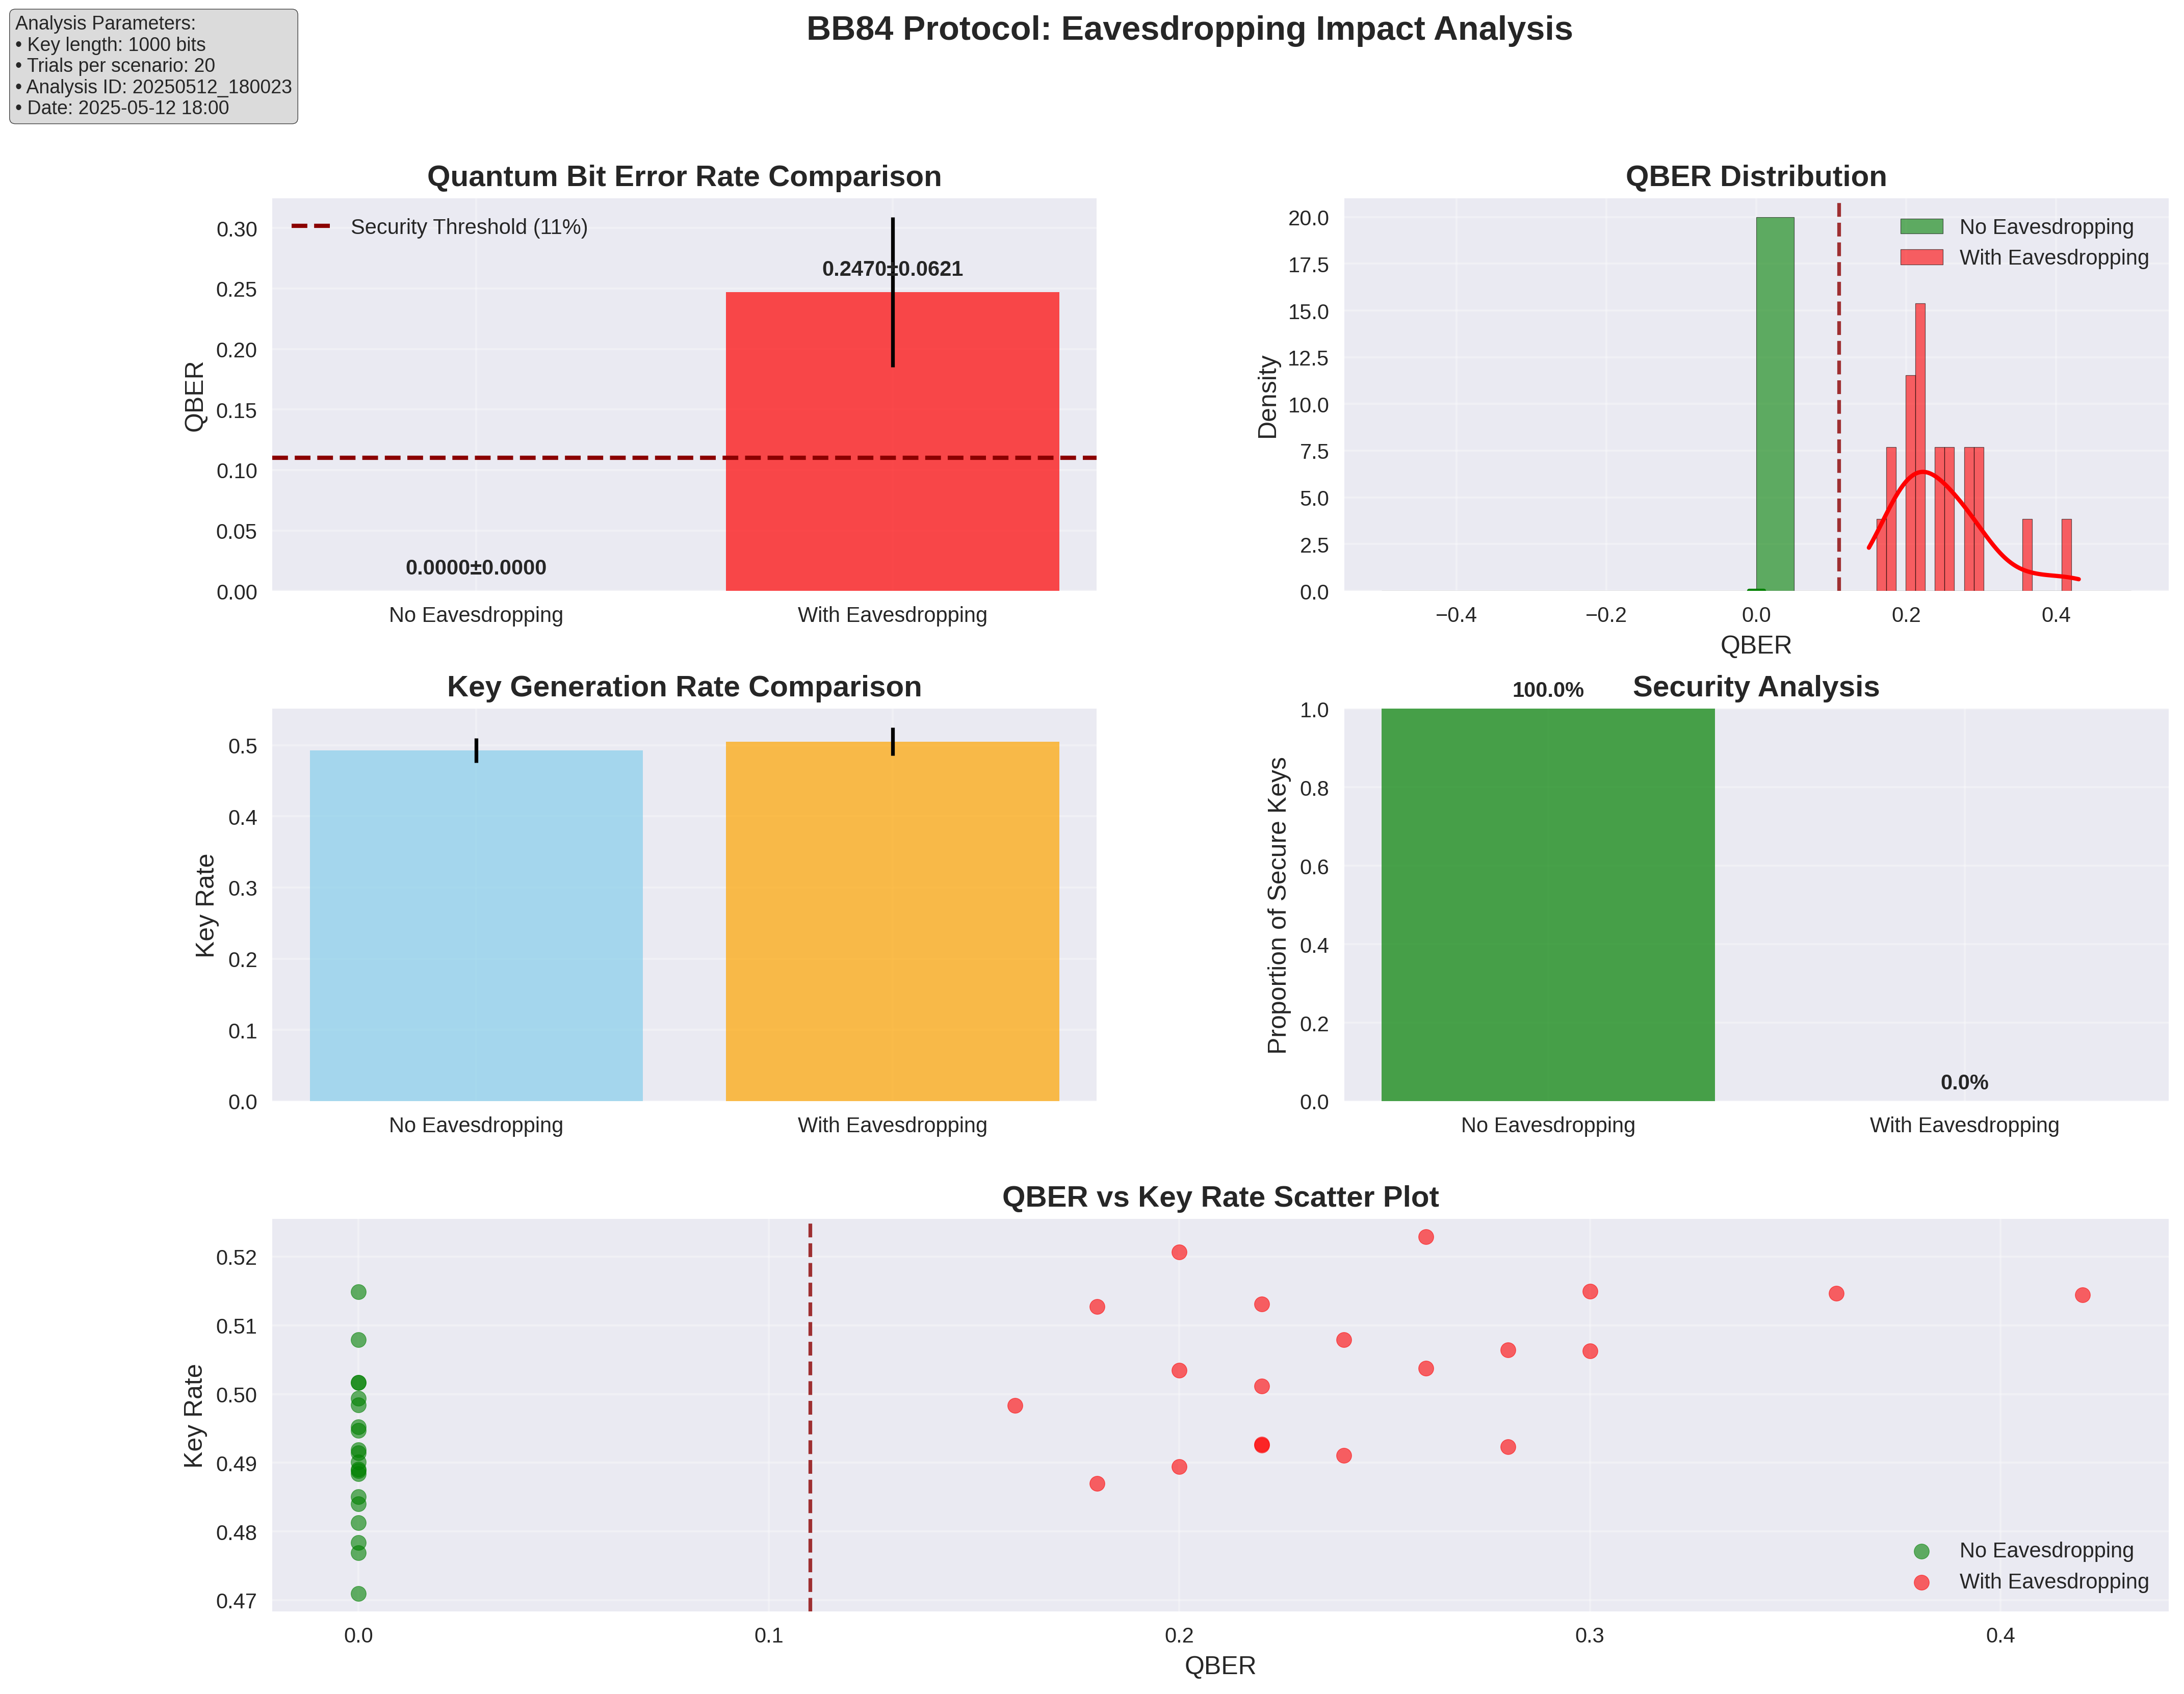 Analysis Parameters:
• Key length: 1000 bits
• Trials per scenario: 20
• Analysis ID: 20250512_180023
• Date: 2025-05-12 18:00
BB84 Protocol: Eavesdropping Impact Analysis
Quantum Bit Error Rate Comparison
Security Threshold (11%)
QBER
0.30
0.25
0.20
0.15
0.10
0.05
0.00
0.2470±0.0621
0.0000±0.0000
No Eavesdropping
With Eavesdropping
QBER Distribution
No Eavesdropping
With Eavesdropping
Density
20.0
17.5
15.0
12.5
10.0
7.5
5.0
2.5
0.0
−0.4
−0.2
0.0
0.2
0.4
QBER
Key Generation Rate Comparison
Key Rate
0.5
0.4
0.3
0.2
0.1
0.0
No Eavesdropping
With Eavesdropping
Security Analysis
100.0%
Proportion of Secure Keys
1.0
0.8
0.6
0.4
0.2
0.0
0.0%
No Eavesdropping
With Eavesdropping
QBER vs Key Rate Scatter Plot
Key Rate
0.52
0.51
0.50
0.49
0.48
0.47
No Eavesdropping
With Eavesdropping
0.0
0.1
0.2
0.3
0.4
QBER